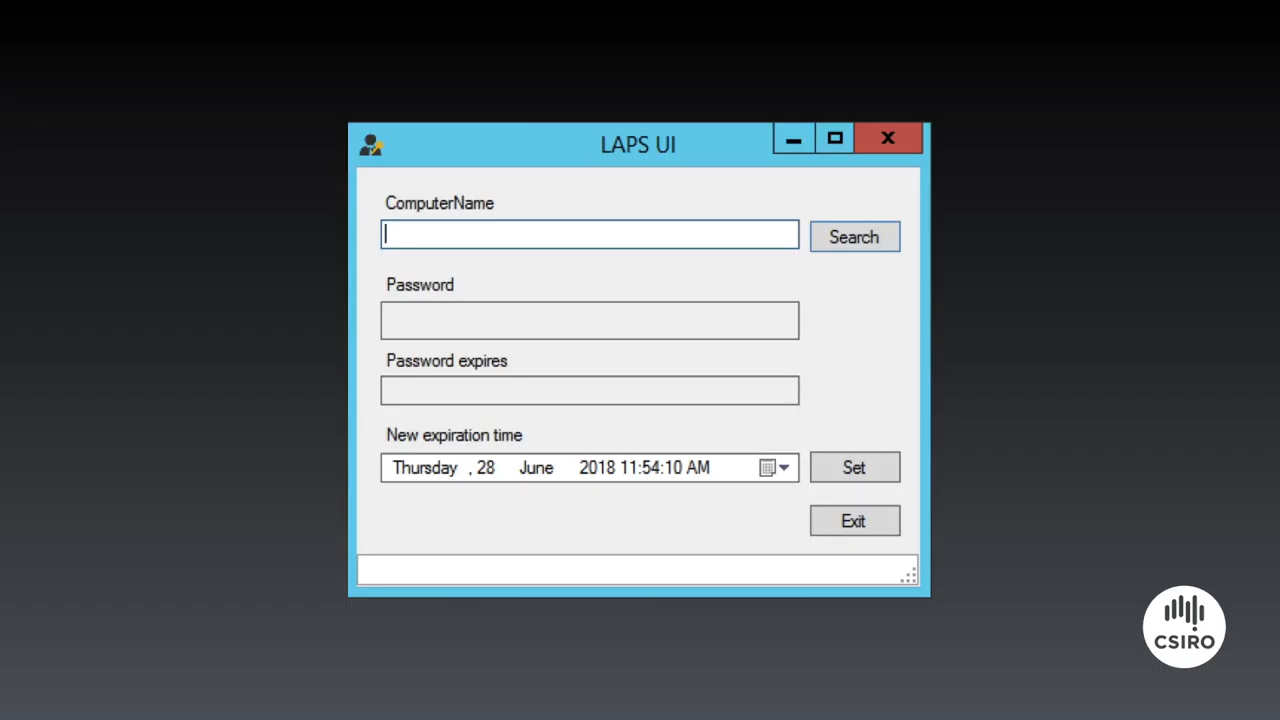 LAPS UI
ComputerName
Search
Password
Password expires
New expiration time
Thursday , 28 June 2018 11:54:10 AM
Set
Exit
CSIRO